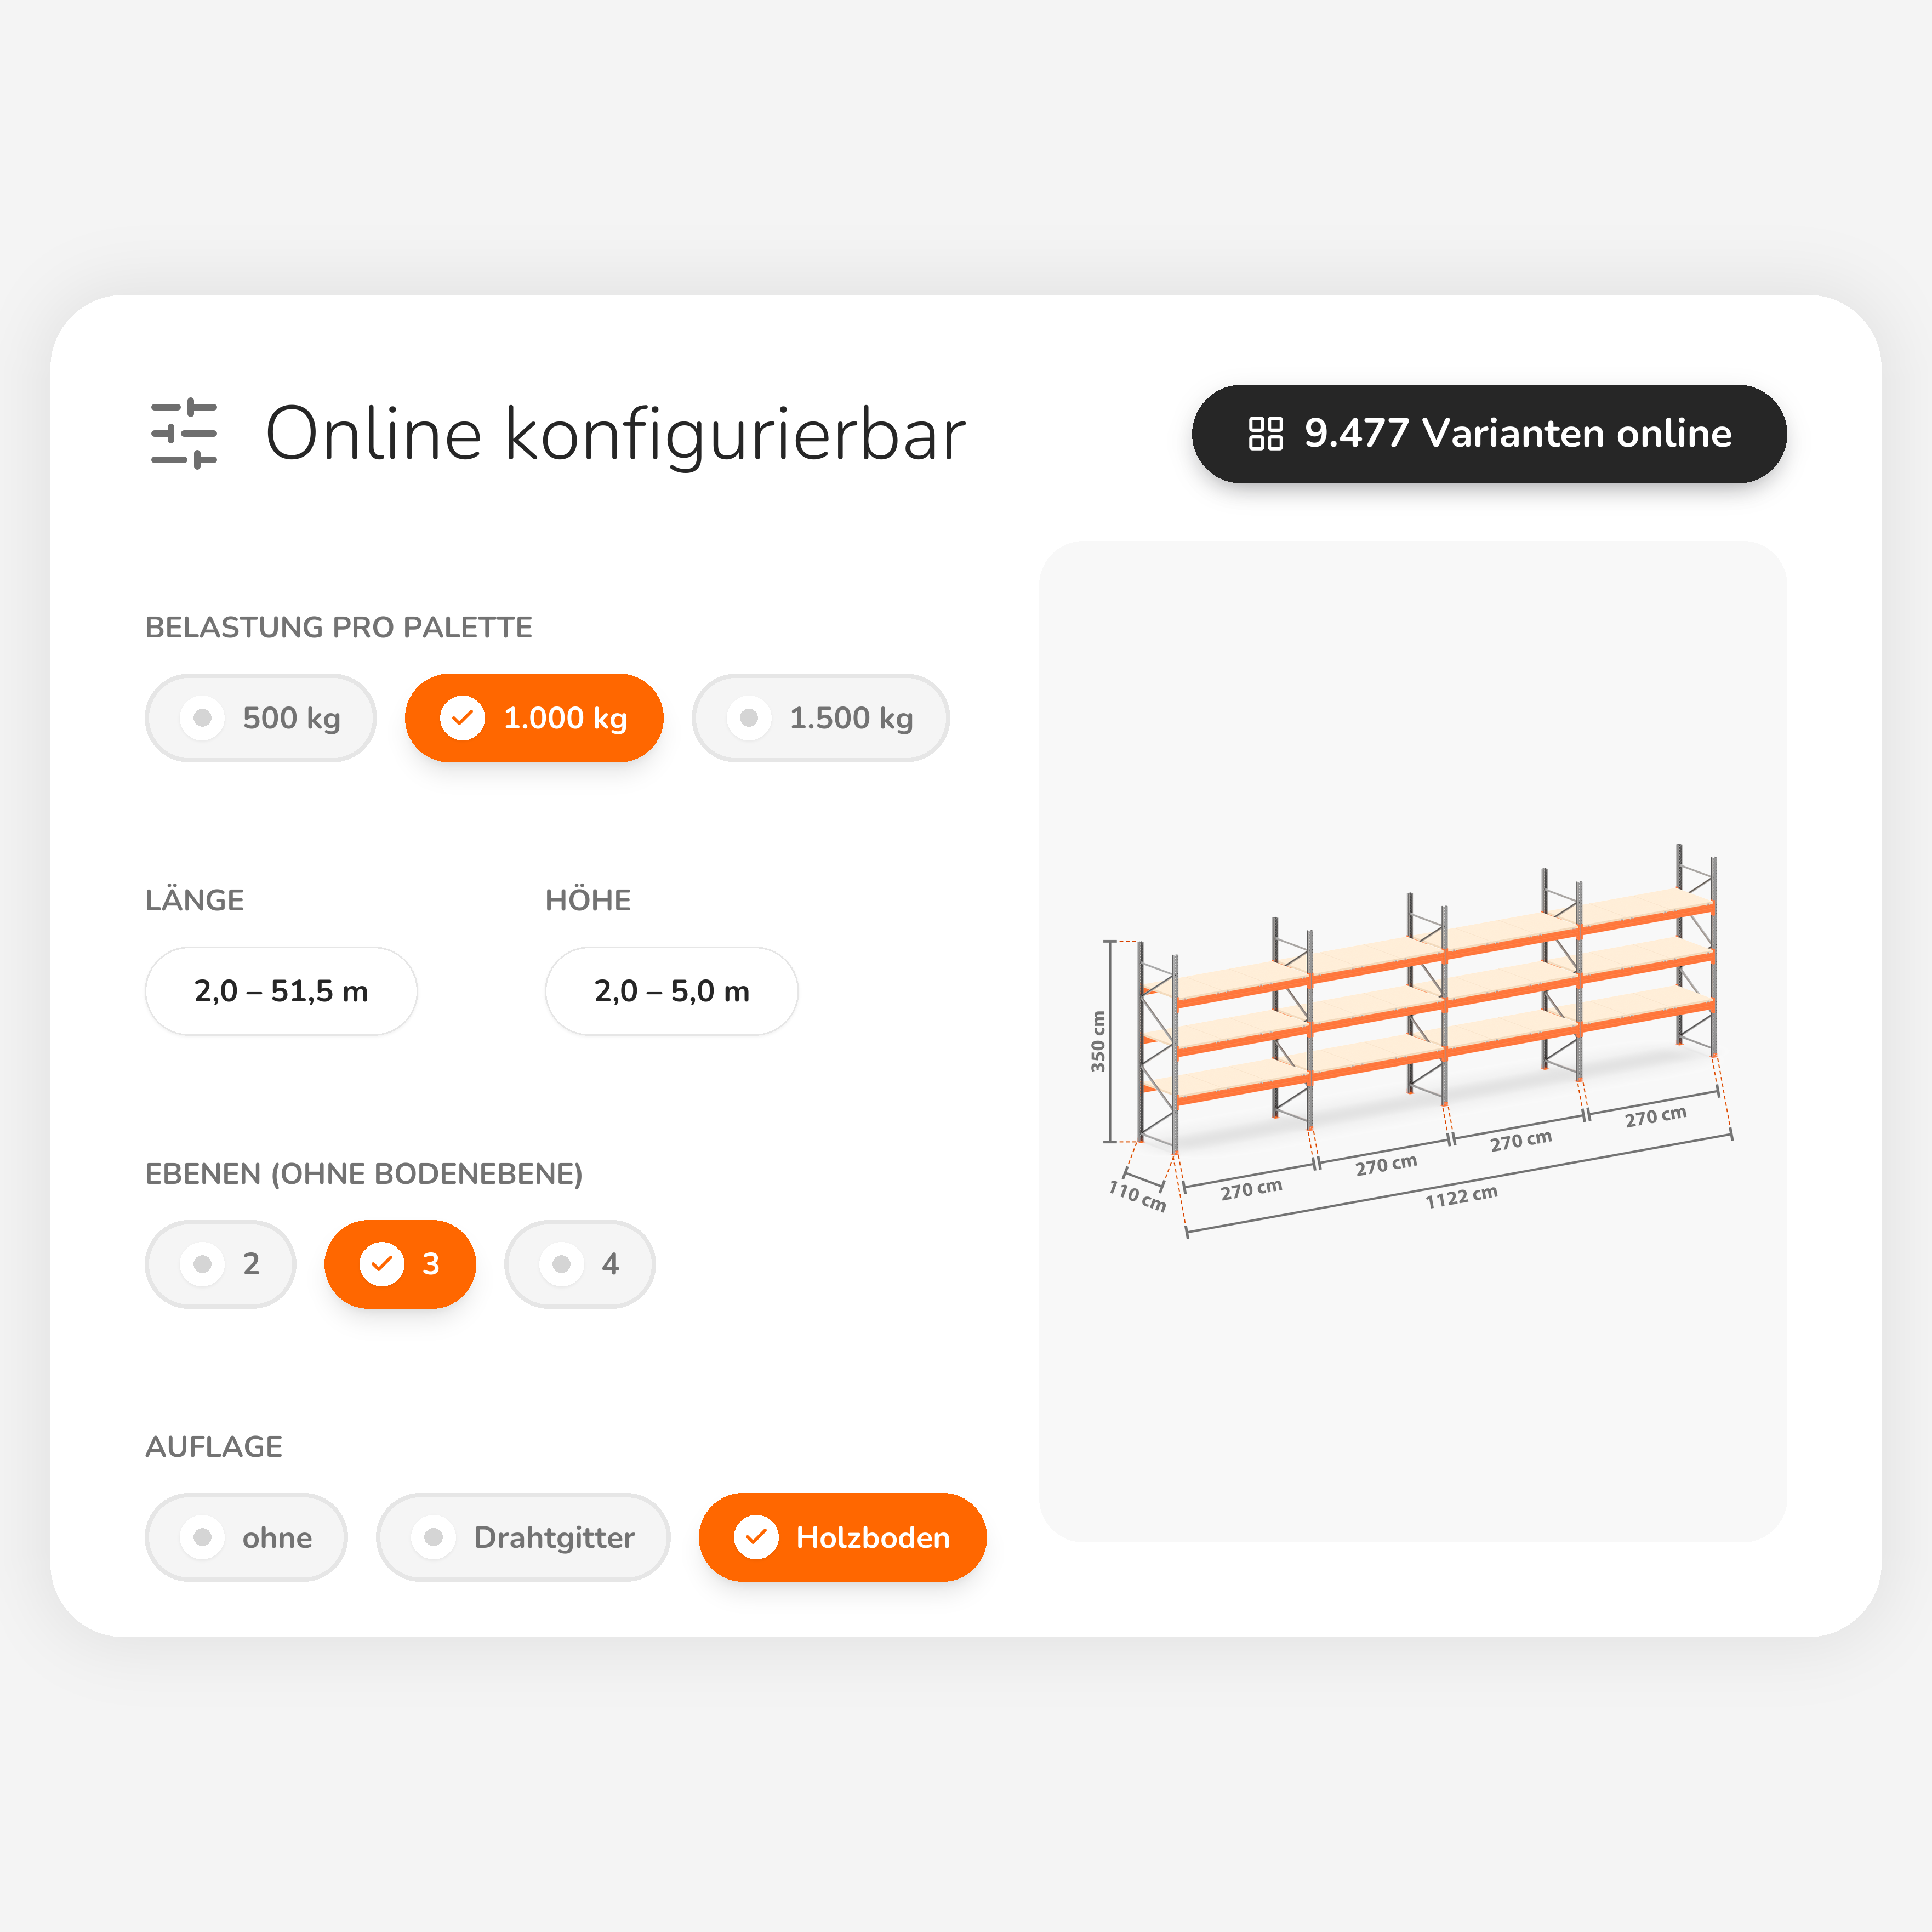 Online konfigurierbar
9.477 Varianten online
BELASTUNG PRO PALETTE
500 kg
1.000 kg
1.500 kg
LÄNGE
HÖHE
2,0 – 51,5 m
2,0 – 5,0 m
EBENEN (OHNE BODENEBENE)
2
3
4
AUFLAGE
ohne
Drahtgitter
Holzboden
350 cm
110 cm
270 cm
270 cm
270 cm
270 cm
1122 cm